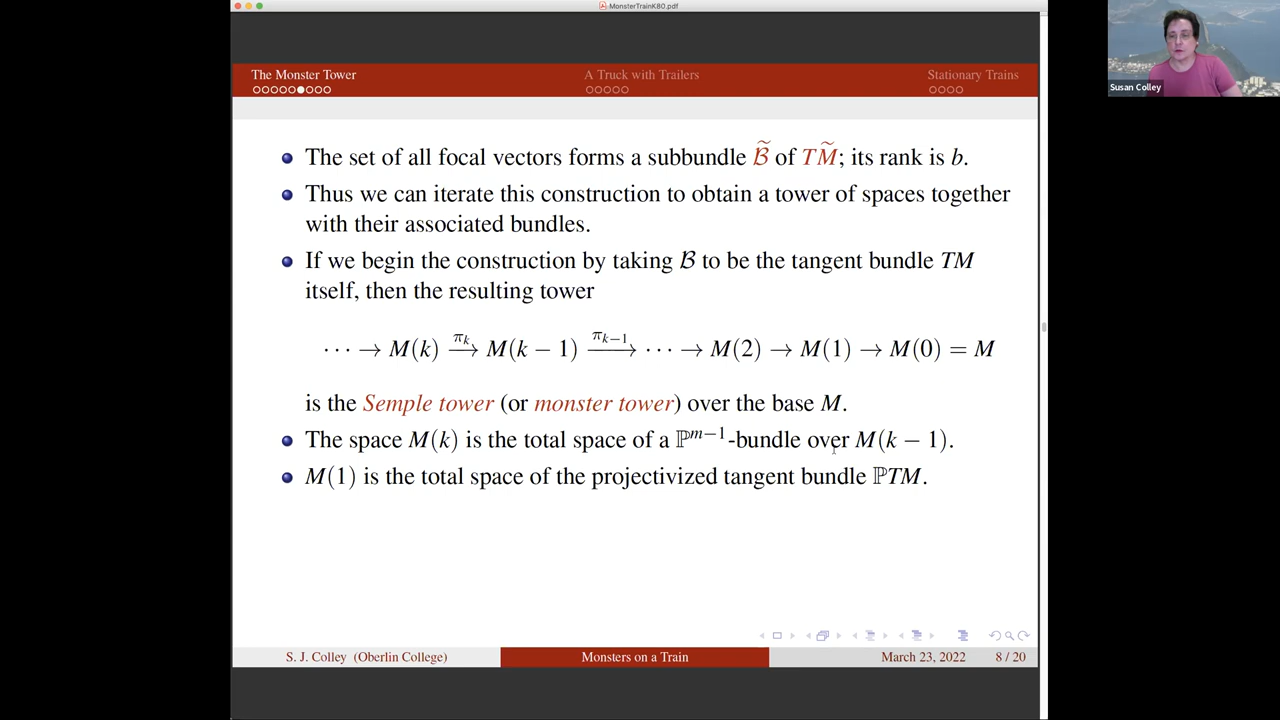 MonsterTrainK80.pdf
Susan Colley
The Monster Tower A Truck with Trailers Stationary Trains
The set of all focal vectors forms a subbundle B̃ of TM̃; its rank is b.
Thus we can iterate this construction to obtain a tower of spaces together
with their associated bundles.
If we begin the construction by taking B to be the tangent bundle TM
itself, then the resulting tower
⋯ → M(k) →^{π_k} M(k − 1) →^{π_{k−1}} ⋯ → M(2) → M(1) → M(0) = M
is the Semple tower (or monster tower) over the base M.
The space M(k) is the total space of a ℙ^{m−1}-bundle over M(k − 1).
M(1) is the total space of the projectivized tangent bundle ℙTM.
S. J. Colley (Oberlin College) Monsters on a Train March 23, 2022 8 / 20